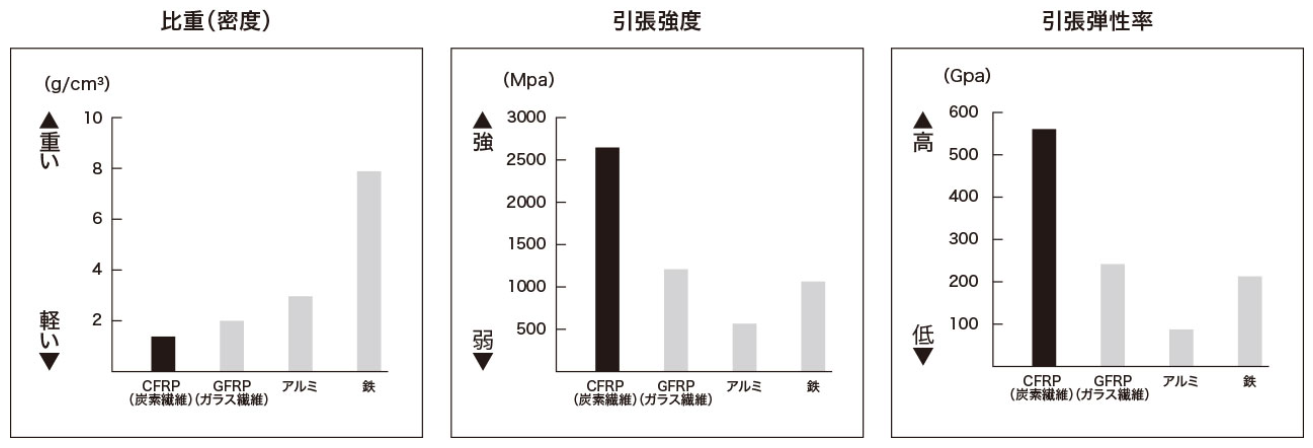 比重(密度)
(g/cm³)
▲重い
軽い▼
10
8
6
4
2
CFRP
(炭素繊維)
GFRP
(ガラス繊維)
アルミ
鉄
引張強度
(Mpa)
▲強
弱▼
3000
2500
2000
1500
1000
500
CFRP
(炭素繊維)
GFRP
(ガラス繊維)
アルミ
鉄
引張弾性率
(Gpa)
▲高
低▼
600
500
400
300
200
100
CFRP
(炭素繊維)
GFRP
(ガラス繊維)
アルミ
鉄